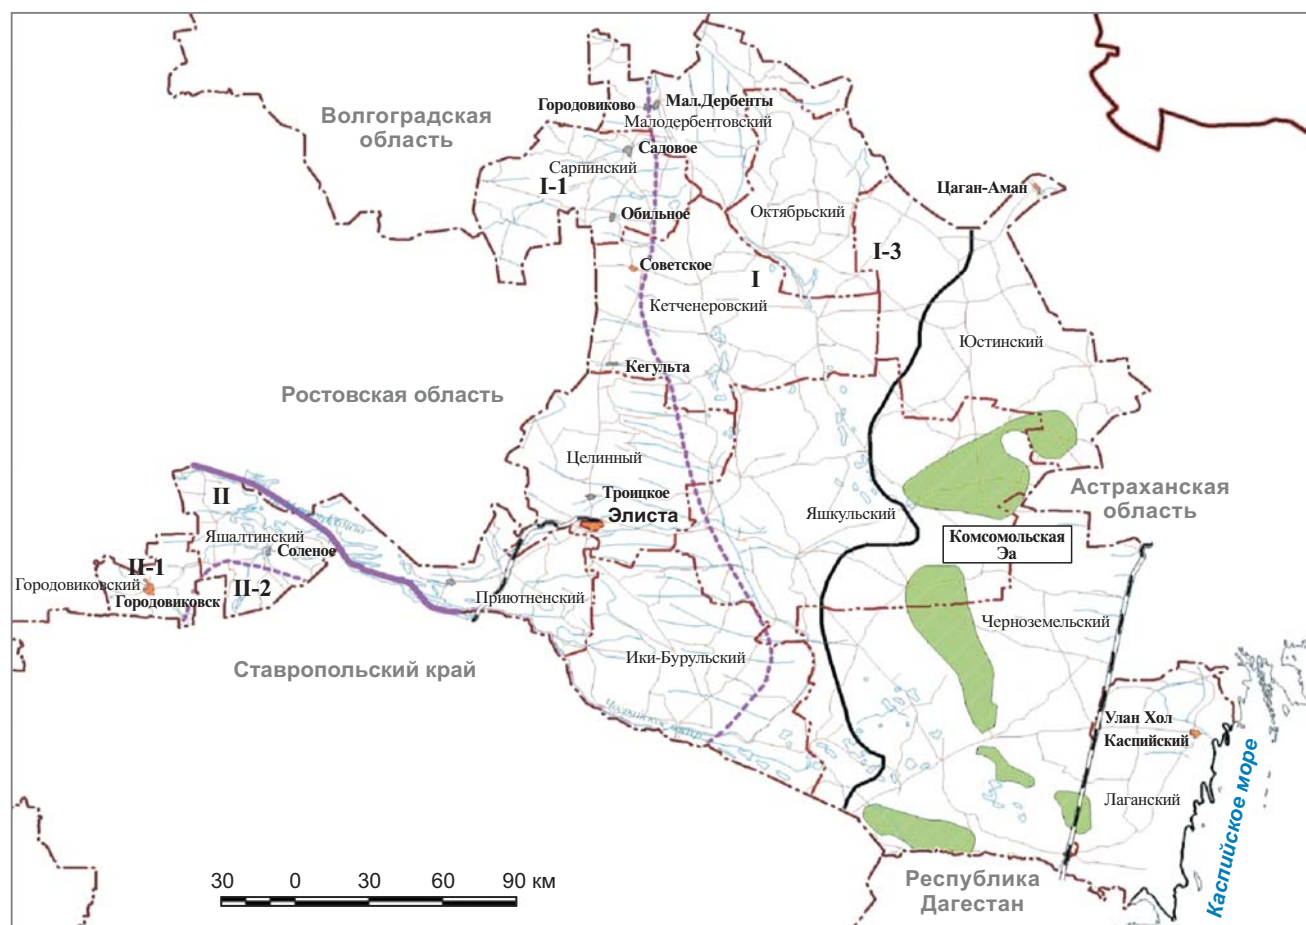 Волгоградская
область
Городовиково
Мал.Дербенты
Малодербентовский
Садовое
Сарпинский
I-1
Обильное
Октябрьский
Цаган-Аман
I-3
Советское
I
Кетченеровский
Юстинский
Кегульта
Ростовская область
Целинный
Троицкое
Элиста
Яшкульский
Астраханская
область
Комсомольская
Эа
II
Яшалтинский
Соленое
II-1
Городовиковский
II-2
Городовиковск
Приютненский
Черноземельский
Ики-Бурульский
Ставропольский край
Улан Хол
Каспийский
Лаганский
Каспийское море
30 0 30 60 90 км
Республика
Дагестан